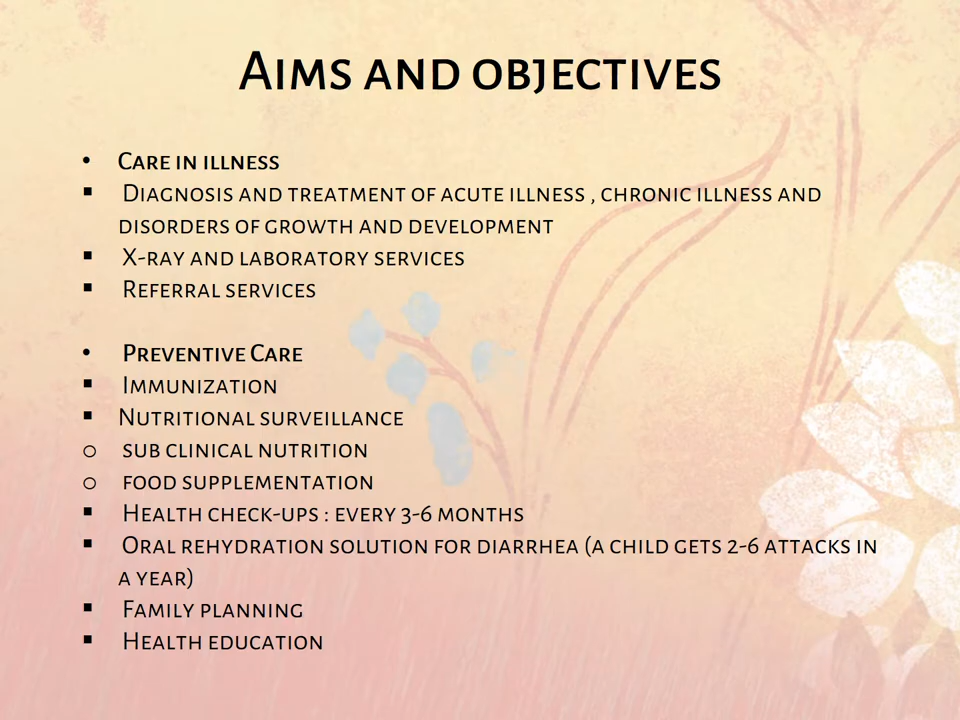 Aims and objectives
• Care in illness
▪ Diagnosis and treatment of acute illness , chronic illness and
disorders of growth and development
▪ X-ray and laboratory services
▪ Referral services
• Preventive Care
▪ Immunization
▪ Nutritional surveillance
o sub clinical nutrition
o food supplementation
▪ Health check-ups : every 3-6 months
▪ Oral rehydration solution for diarrhea (a child gets 2-6 attacks in
a year)
▪ Family planning
▪ Health education